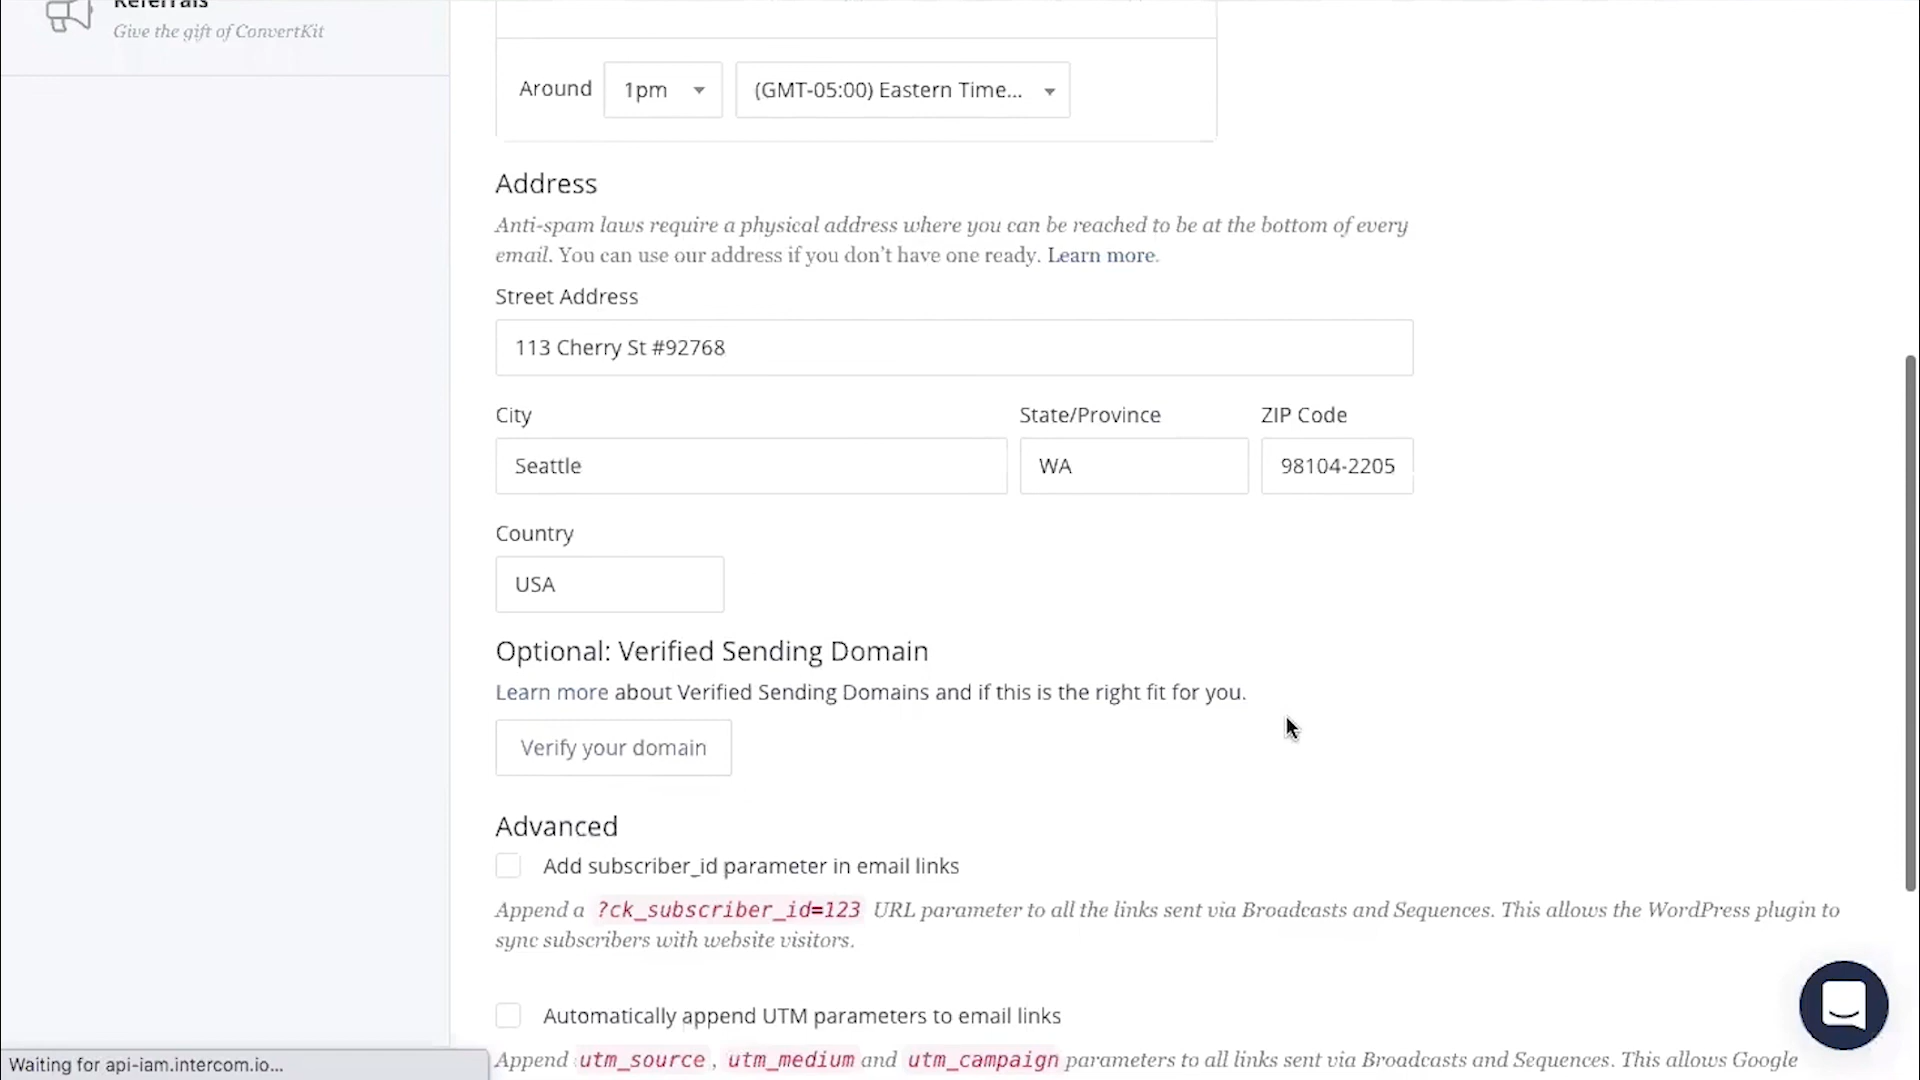 Referrals
Give the gift of ConvertKit
Around 1pm (GMT-05:00) Eastern Time...
Address
Anti-spam laws require a physical address where you can be reached to be at the bottom of every
email. You can use our address if you don’t have one ready. Learn more.
Street Address
113 Cherry St #92768
City State/Province ZIP Code
Seattle WA 98104-2205
Country
USA
Optional: Verified Sending Domain
Learn more about Verified Sending Domains and if this is the right fit for you.
Verify your domain
Advanced
Add subscriber_id parameter in email links
Append a ?ck_subscriber_id=123 URL parameter to all the links sent via Broadcasts and Sequences. This allows the WordPress plugin to
sync subscribers with website visitors.
Automatically append UTM parameters to email links
Append utm_source, utm_medium and utm_campaign parameters to all links sent via Broadcasts and Sequences. This allows Google
Waiting for api-iam.intercom.io...